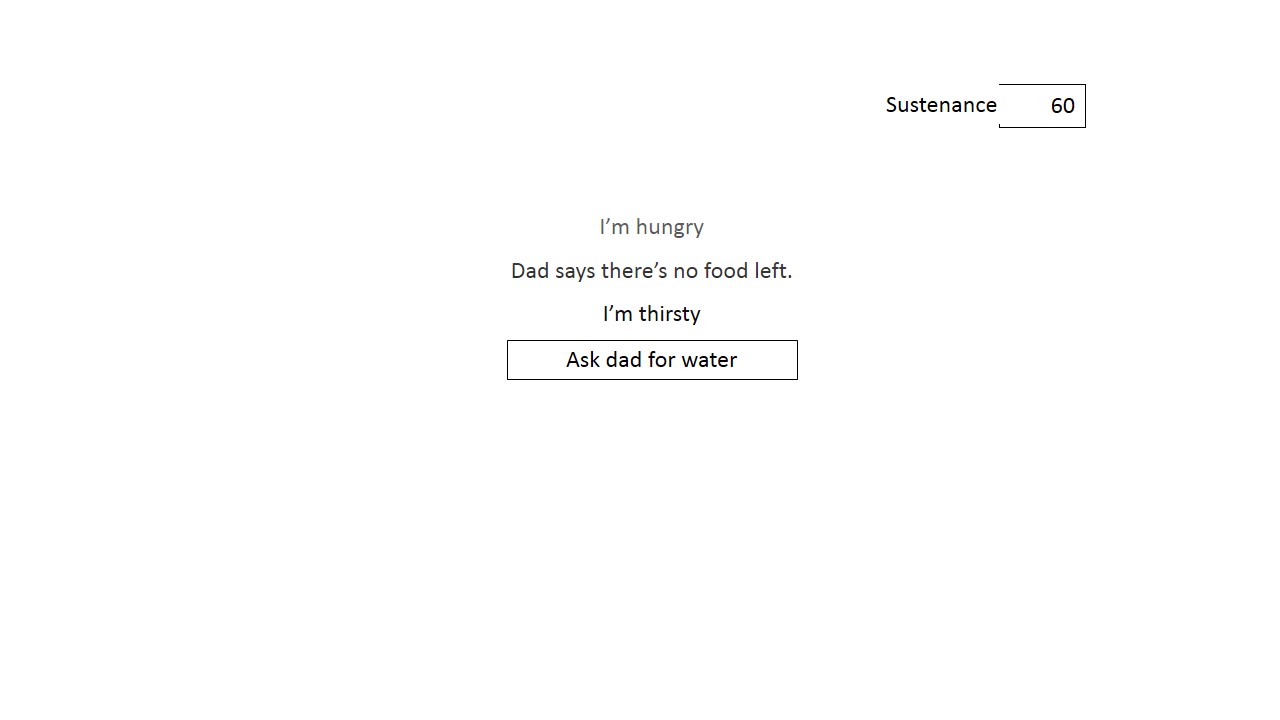 Sustenance 60
I’m hungry
Dad says there’s no food left.
I’m thirsty
Ask dad for water